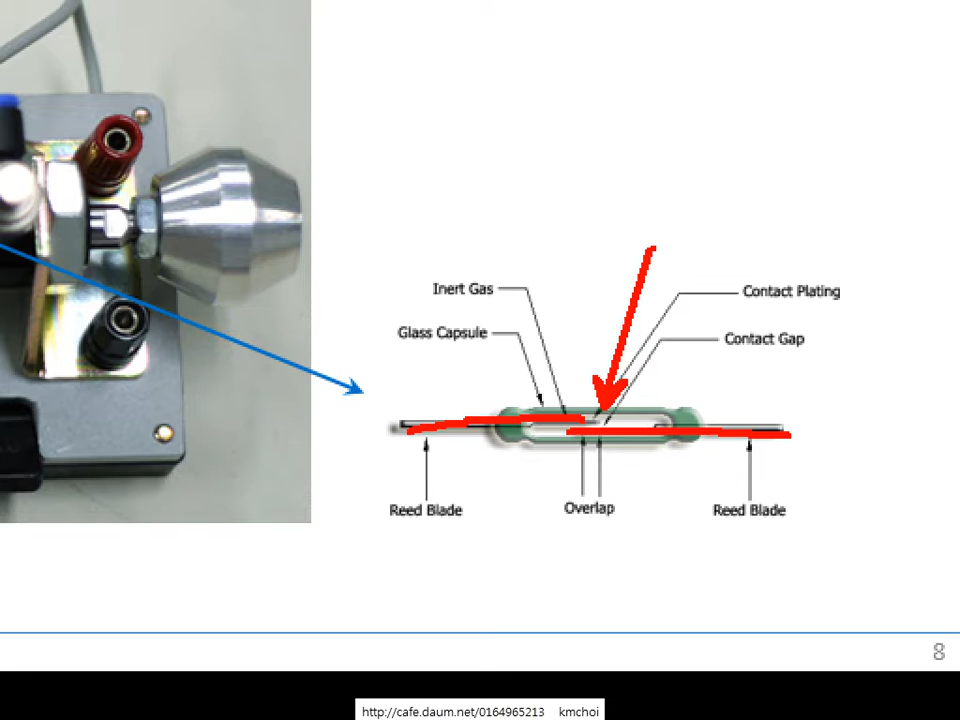 Inert Gas
Contact Plating
Glass Capsule
Contact Gap
Reed Blade
Overlap
Reed Blade
8
http://cafe.daum.net/0164965213 kmchoi